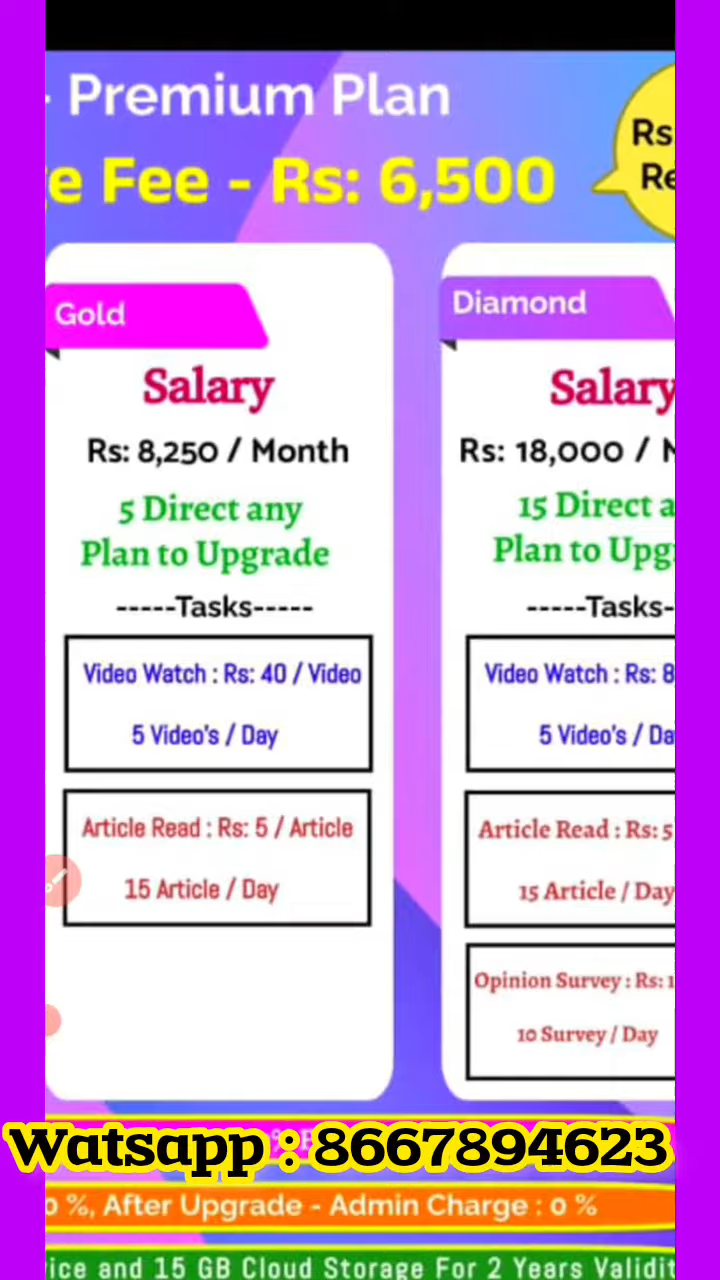 - Premium Plan
e Fee - Rs: 6,500
Rs
Re
Gold
Salary
Rs: 8,250 / Month
5 Direct any
Plan to Upgrade
-----Tasks-----
Video Watch : Rs: 40 / Video
5 Video's / Day
Article Read : Rs: 5 / Article
15 Article / Day
Diamond
Salary
Rs: 18,000 / M
15 Direct a
Plan to Upg
-----Tasks-
Video Watch : Rs: 8
5 Video's / Da
Article Read : Rs: 5
15 Article / Day
Opinion Survey : Rs: 1
10 Survey / Day
Watsapp : 8667894623
0 %, After Upgrade - Admin Charge : 0 %
ice and 15 GB Cloud Storage For 2 Years Validit